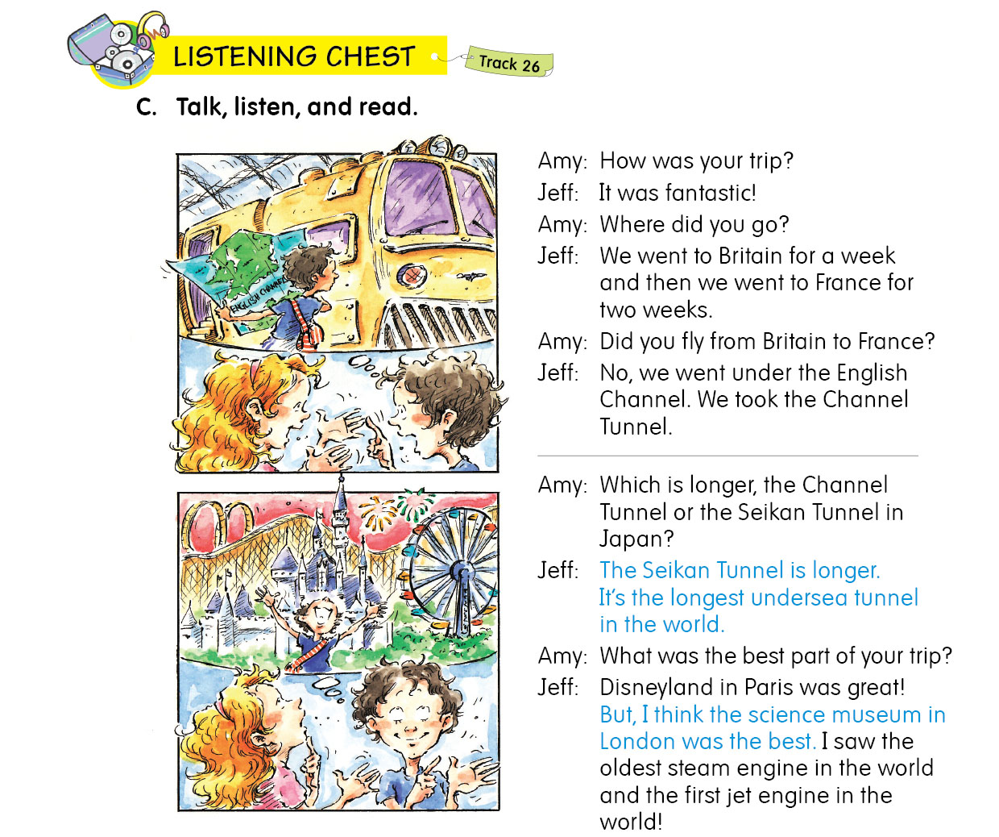 LISTENING CHEST
Track 26
C. Talk, listen, and read.
ENGLISH CHANNEL
Amy: How was your trip?
Jeff: It was fantastic!
Amy: Where did you go?
Jeff: We went to Britain for a week
and then we went to France for
two weeks.
Amy: Did you fly from Britain to France?
Jeff: No, we went under the English
Channel. We took the Channel
Tunnel.
Amy: Which is longer, the Channel
Tunnel or the Seikan Tunnel in
Japan?
Jeff: The Seikan Tunnel is longer.
It's the longest undersea tunnel
in the world.
Amy: What was the best part of your trip?
Jeff: Disneyland in Paris was great!
But, I think the science museum in
London was the best. I saw the
oldest steam engine in the world
and the first jet engine in the
world!